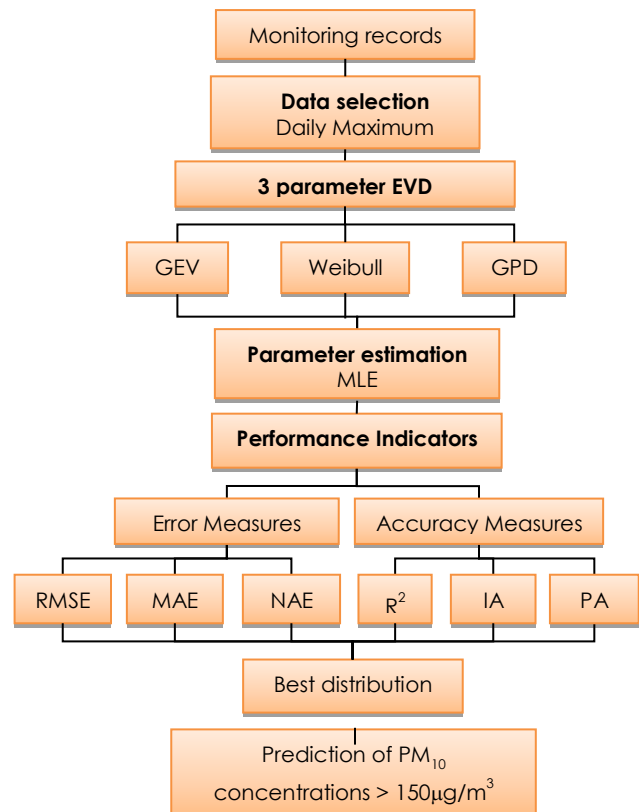 Monitoring records
Data selection
Daily Maximum
3 parameter EVD
GEV
Weibull
GPD
Parameter estimation
MLE
Performance Indicators
Error Measures
Accuracy Measures
RMSE
MAE
NAE
R²
IA
PA
Best distribution
Prediction of PM₁₀
concentrations > 150μg/m³